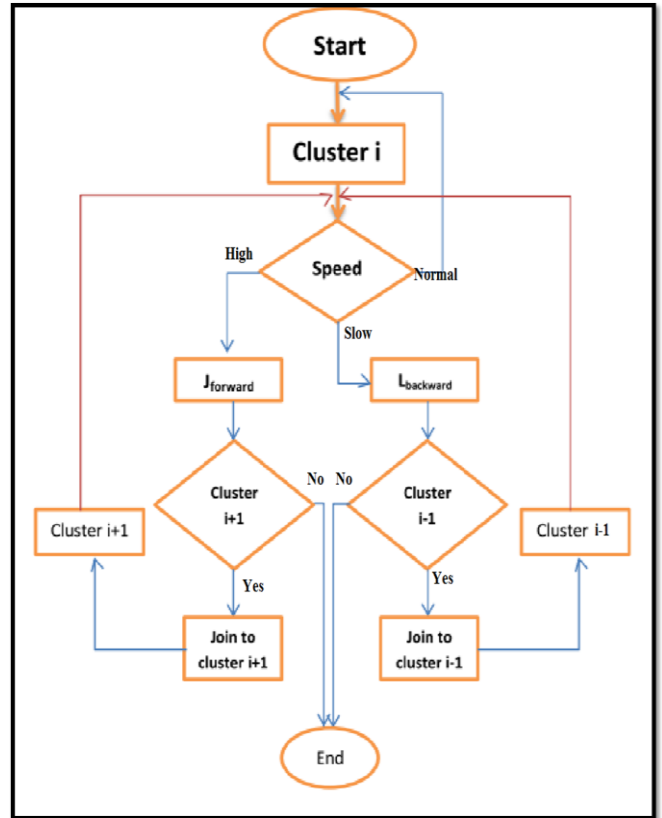 Start
Cluster i
High
Speed
Normal
Slow
Jforward
Lbackward
No
No
Cluster
i+1
Cluster
i-1
Cluster i+1
Cluster i-1
Yes
Yes
Join to
cluster i+1
Join to
cluster i-1
End